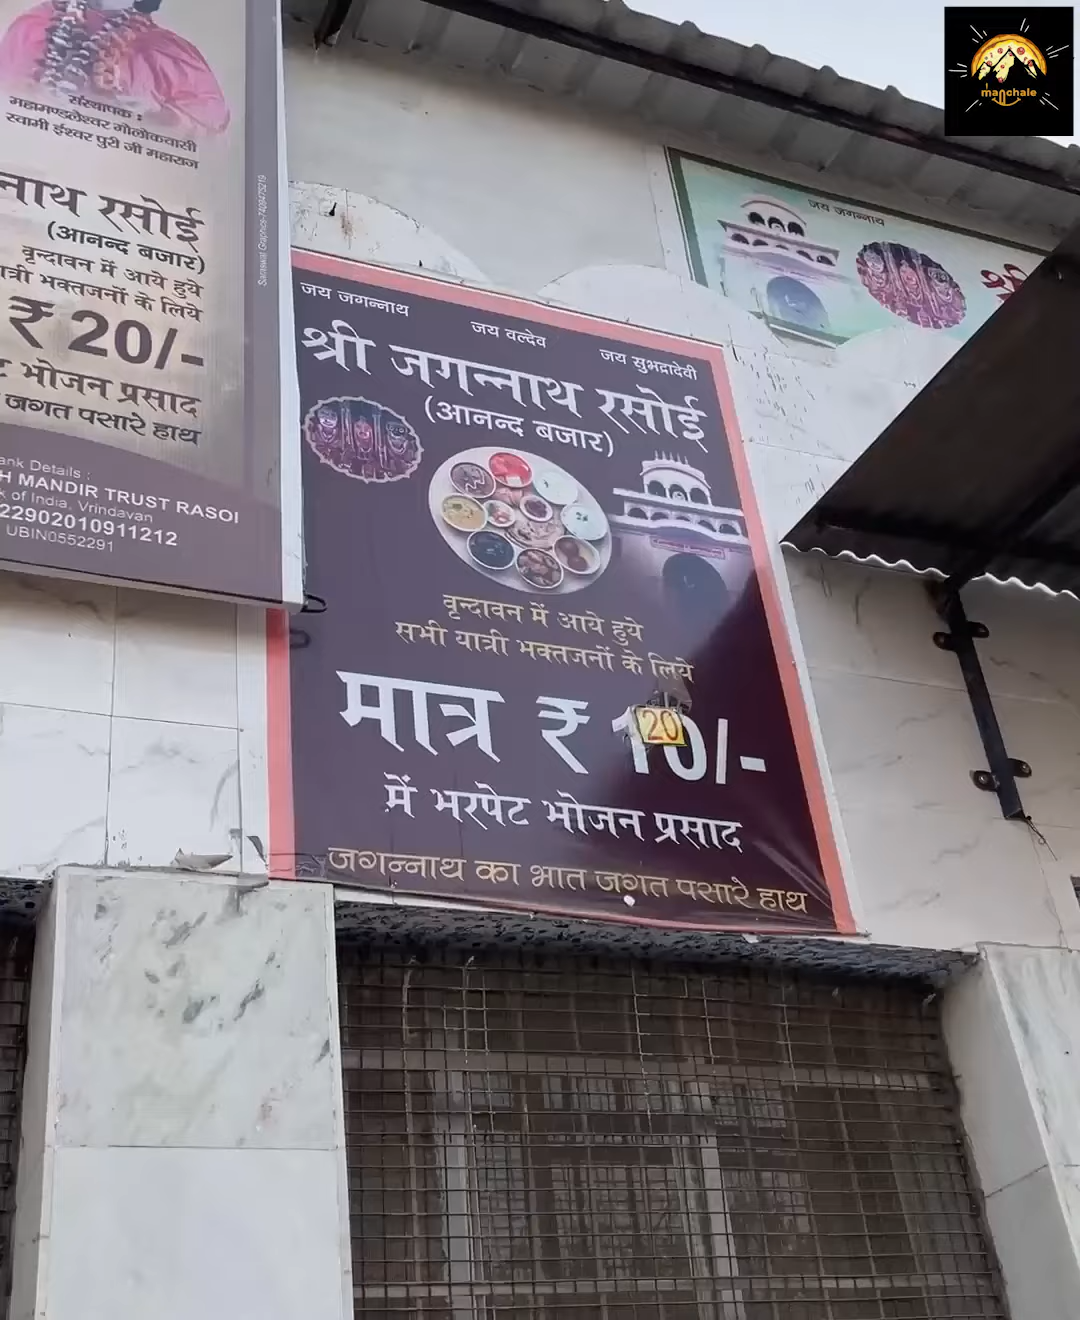 संस्थापक :
महामण्डलेश्वर गोलोकवासी
स्वामी ईश्वर पुरी जी महाराज
नाथ रसोई
(आनन्द बाजार)
वृन्दावन में आये हुये
यात्री भक्तजनों के लिये
₹ 20/-
ट भोजन प्रसाद
जगत पसारे हाथ
ank Details :
H MANDIR TRUST RASOI
k of India, Vrindavan
22902010911212
UBIN0552291
जय जगन्नाथ
जय वल्देव
जय सुभद्रादेवी
श्री जगन्नाथ रसोई
(आनन्द बजार)
वृन्दावन में आये हुये
सभी यात्री भक्तजनों के लिये
मात्र ₹ 10/-
20
में भरपेट भोजन प्रसाद
जगन्नाथ का भात जगत पसारे हाथ
जय जगन्नाथ
श्री
manchale